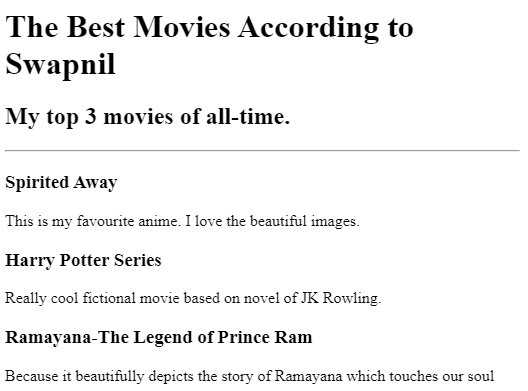 The Best Movies According to
Swapnil
My top 3 movies of all-time.
Spirited Away
This is my favourite anime. I love the beautiful images.
Harry Potter Series
Really cool fictional movie based on novel of JK Rowling.
Ramayana-The Legend of Prince Ram
Because it beautifully depicts the story of Ramayana which touches our soul